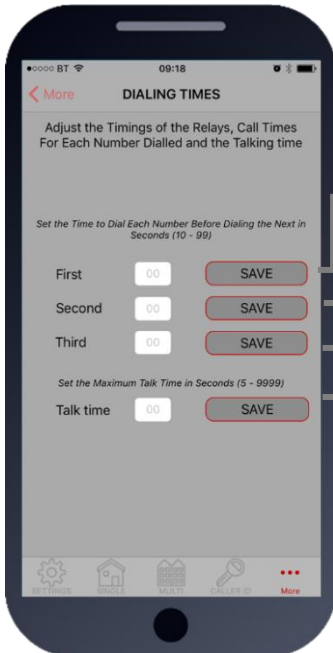 BT 09:18
More DIALING TIMES
Adjust the Timings of the Relays, Call Times
For Each Number Dialled and the Talking time
Set the Time to Dial Each Number Before Dialing the Next in
Seconds (10 - 99)
First 00 SAVE
Second 00 SAVE
Third 00 SAVE
Set the Maximum Talk Time in Seconds (5 - 9999)
Talk time 00 SAVE
SETTINGS SINGLE MULTI CALLER ID More